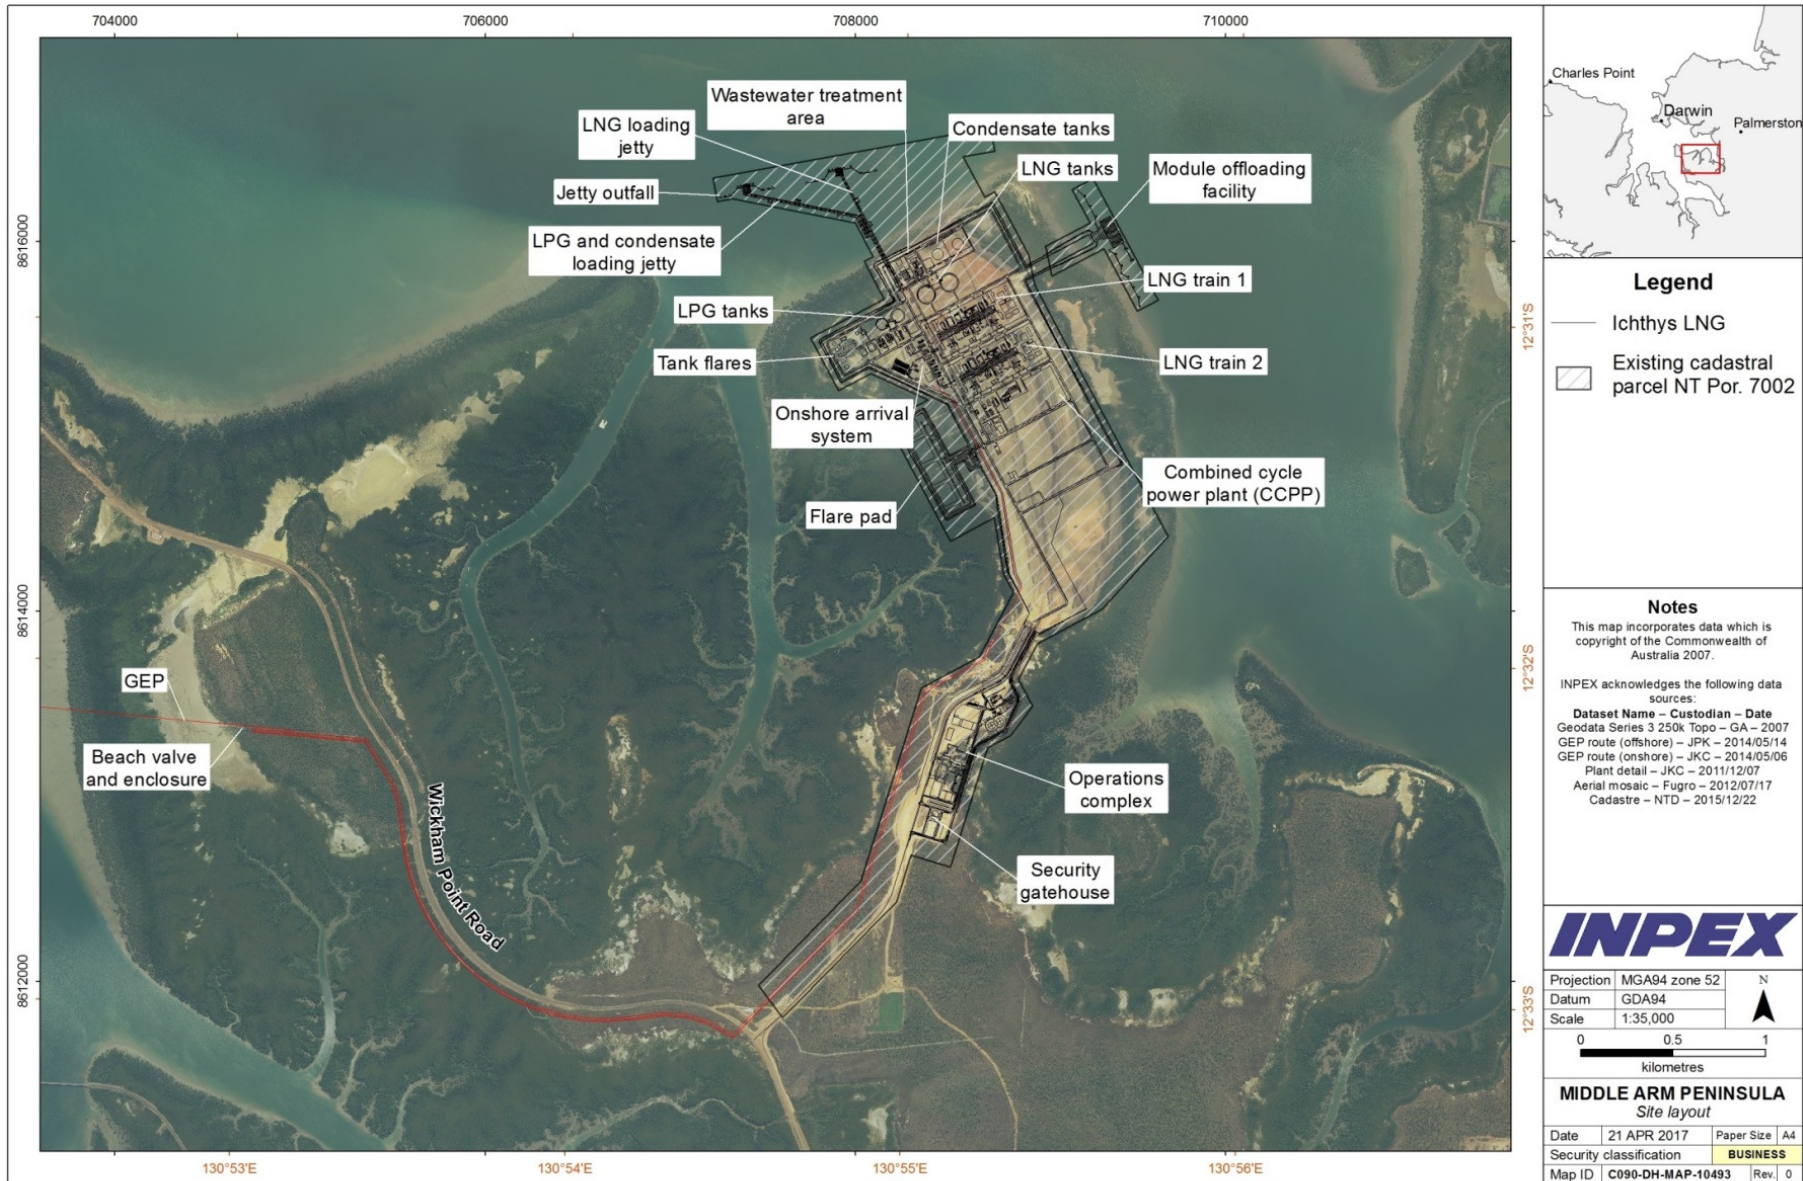 704000
706000
708000
710000
8616000
8614000
8612000
12°31'S
12°32'S
12°33'S
130°53'E
130°54'E
130°55'E
130°56'E
Wastewater treatment
area
LNG loading
jetty
Condensate tanks
LNG tanks
Module offloading
facility
Jetty outfall
LPG and condensate
loading jetty
LNG train 1
LPG tanks
Tank flares
LNG train 2
Onshore arrival
system
Combined cycle
power plant (CCPP)
Flare pad
GEP
Beach valve
and enclosure
Wickham Point Road
Operations
complex
Security
gatehouse
Charles Point
Darwin
Palmerston
Legend
Ichthys LNG
Existing cadastral
parcel NT Por. 7002
Notes
This map incorporates data which is
copyright of the Commonwealth of
Australia 2007.
INPEX acknowledges the following data
sources:
Dataset Name – Custodian – Date
Geodata Series 3 250k Topo – GA – 2007
GEP route (offshore) – JPK – 2014/05/14
GEP route (onshore) – JKC – 2014/05/06
Plant detail – JKC – 2011/12/07
Aerial mosaic – Fugro – 2012/07/17
Cadastre – NTD – 2015/12/22
INPEX
Projection MGA94 zone 52
Datum GDA94
Scale 1:35,000
N
0 0.5 1
kilometres
MIDDLE ARM PENINSULA
Site layout
Date 21 APR 2017 Paper Size A4
Security classification BUSINESS
Map ID C090-DH-MAP-10493 Rev. 0